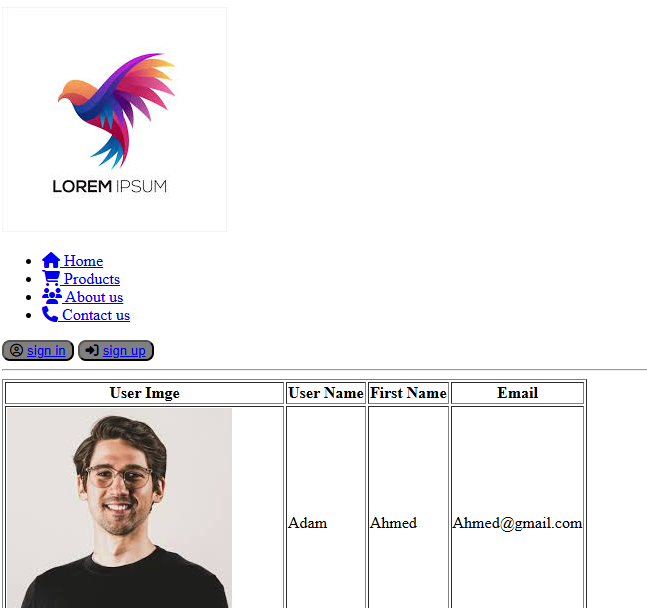 LOREM IPSUM
Home
Products
About us
Contact us
sign in sign up
User Imge User Name First Name Email
Adam Ahmed Ahmed@gmail.com